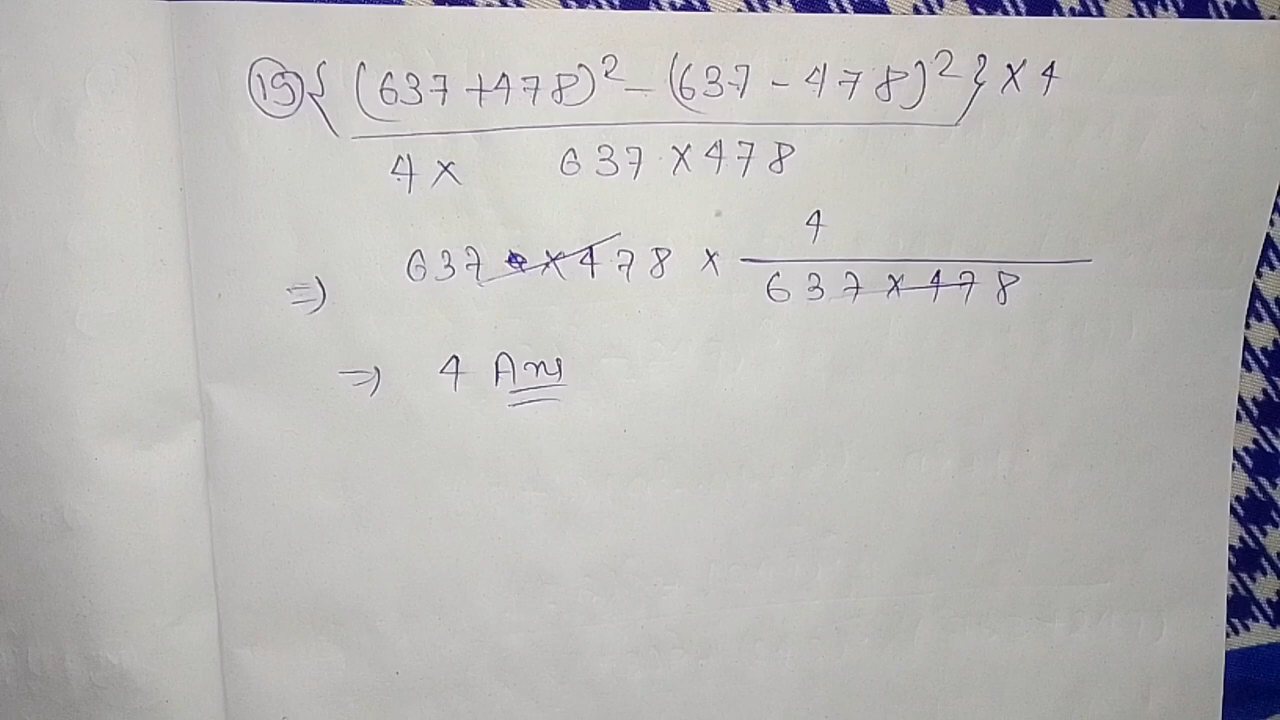 ⑮ { (637+478)² - (637-478)² } × 4
4 × 637 × 478
4
⇒ 637 × 478 ×
637 × 478
⇒ 4 Ans